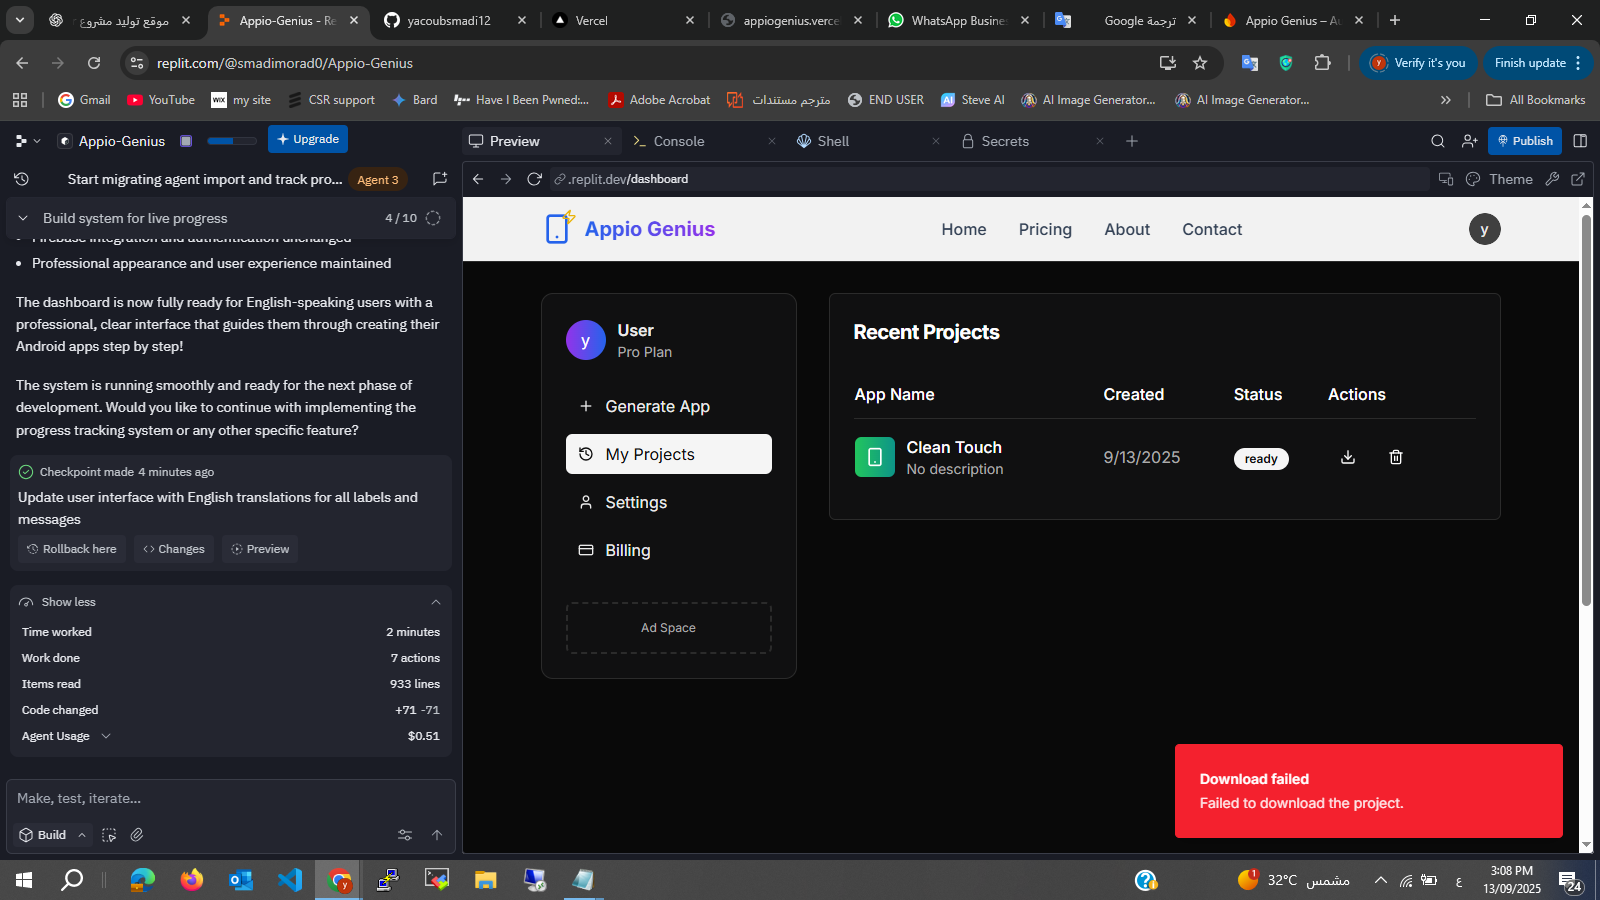 موقع توليد مشروع
Appio-Genius - Re
yacoubsmadi12
Vercel
appiogenius.verce
WhatsApp Busine
ترجمة Google
Appio Genius – Au
replit.com/@smadimorad0/Appio-Genius
Verify it's you
Finish update
Gmail
YouTube
my site
CSR support
Bard
Have I Been Pwned:...
Adobe Acrobat
مترجم مستندات
END USER
Steve AI
AI Image Generator...
AI Image Generator...
All Bookmarks
Appio-Genius
Upgrade
Preview
Console
Shell
Secrets
Publish
Start migrating agent import and track pro...
Agent 3
.replit.dev/dashboard
Theme
Build system for live progress
4 / 10
Firebase integration and authentication unchanged
• Professional appearance and user experience maintained
The dashboard is now fully ready for English-speaking users with a
professional, clear interface that guides them through creating their
Android apps step by step!
The system is running smoothly and ready for the next phase of
development. Would you like to continue with implementing the
progress tracking system or any other specific feature?
Checkpoint made 4 minutes ago
Update user interface with English translations for all labels and
messages
Rollback here
Changes
Preview
Show less
Time worked 2 minutes
Work done 7 actions
Items read 933 lines
Code changed +71 -71
Agent Usage $0.51
Make, test, iterate...
Build
Appio Genius
Home
Pricing
About
Contact
y
y
User
Pro Plan
Generate App
My Projects
Settings
Billing
Ad Space
Recent Projects
App Name Created Status Actions
Clean Touch
No description
9/13/2025
ready
Download failed
Failed to download the project.
32°C مشمس
ع
3:08 PM
13/09/2025
24